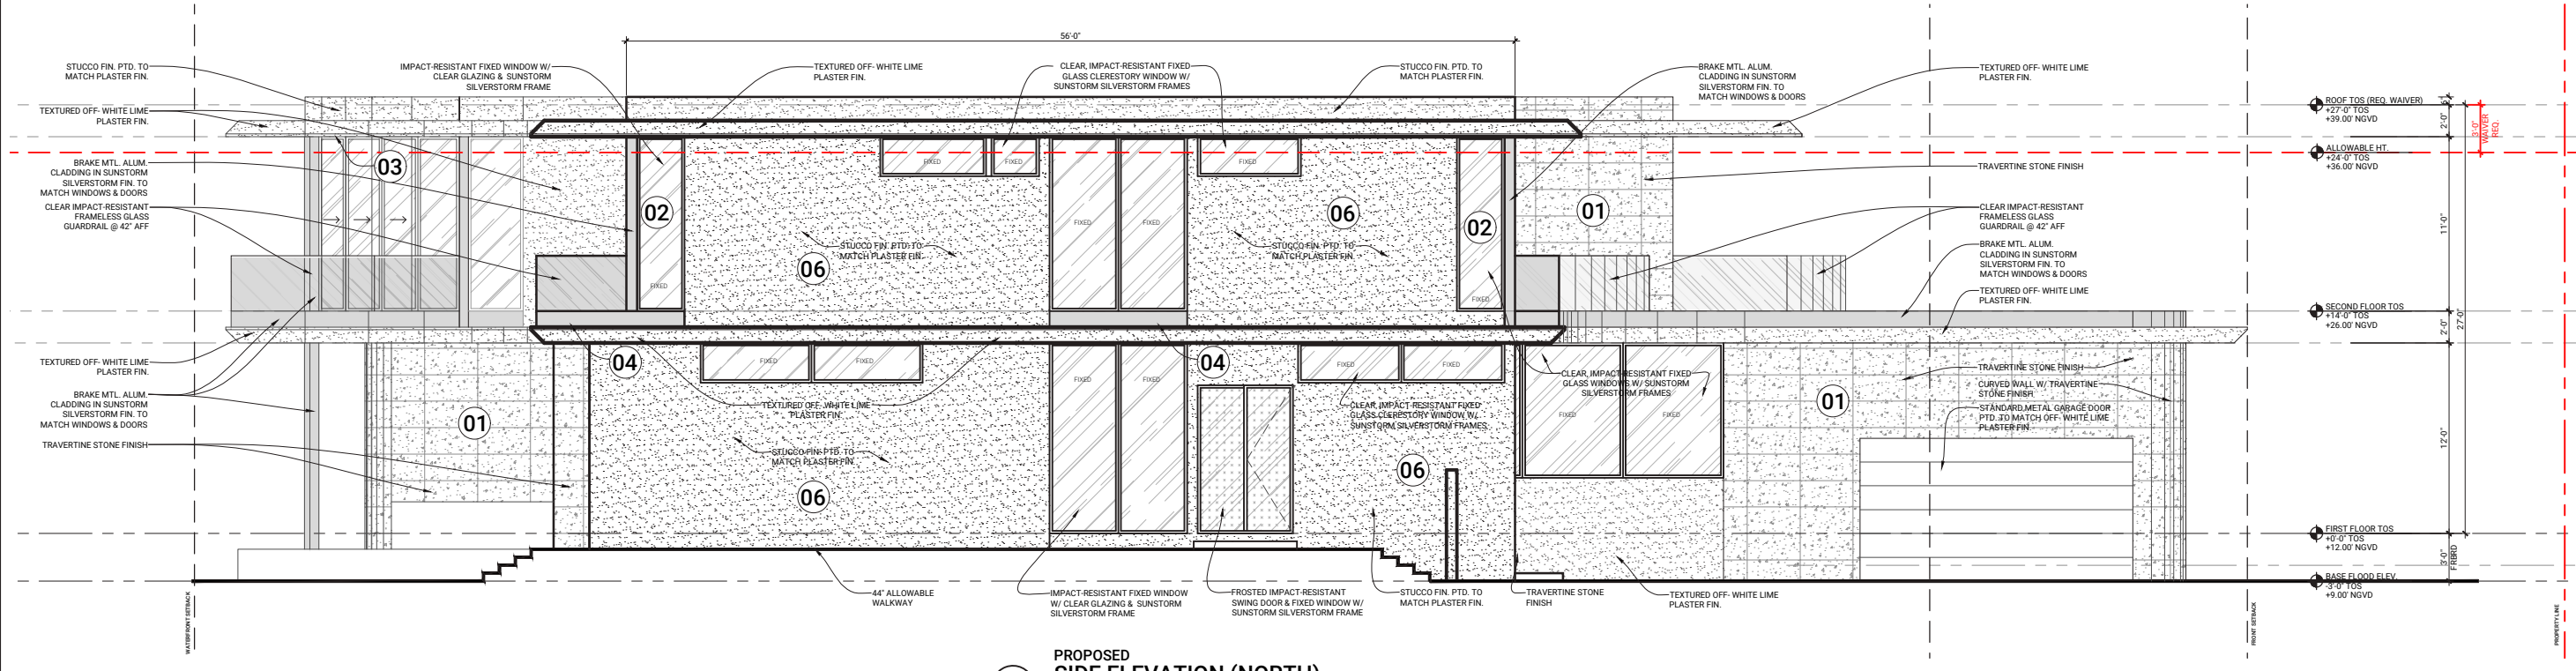 56'-0"
STUCCO FIN. PTD. TO
MATCH PLASTER FIN.
TEXTURED OFF- WHITE LIME
PLASTER FIN.
BRAKE MTL. ALUM.
CLADDING IN SUNSTORM
SILVERSTORM FIN. TO
MATCH WINDOWS & DOORS
CLEAR IMPACT-RESISTANT
FRAMELESS GLASS
GUARDRAIL @ 42" AFF
TEXTURED OFF- WHITE LIME
PLASTER FIN.
BRAKE MTL. ALUM.
CLADDING IN SUNSTORM
SILVERSTORM FIN. TO
MATCH WINDOWS & DOORS
TRAVERTINE STONE FINISH
IMPACT-RESISTANT FIXED WINDOW W/
CLEAR GLAZING & SUNSTORM
SILVERSTORM FRAME
TEXTURED OFF- WHITE LIME
PLASTER FIN.
CLEAR, IMPACT-RESISTANT FIXED
GLASS CLERESTORY WINDOW W/
SUNSTORM SILVERSTORM FRAMES
STUCCO FIN. PTD. TO
MATCH PLASTER FIN.
BRAKE MTL. ALUM.
CLADDING IN SUNSTORM
SILVERSTORM FIN. TO
MATCH WINDOWS & DOORS
TEXTURED OFF- WHITE LIME
PLASTER FIN.
TRAVERTINE STONE FINISH
CLEAR IMPACT-RESISTANT
FRAMELESS GLASS
GUARDRAIL @ 42" AFF
BRAKE MTL. ALUM.
CLADDING IN SUNSTORM
SILVERSTORM FIN. TO
MATCH WINDOWS & DOORS
TEXTURED OFF- WHITE LIME
PLASTER FIN.
03
02
FIXED
FIXED
FIXED
FIXED
FIXED
FIXED
06
STUCCO FIN. PTD. TO
MATCH PLASTER FIN.
06
STUCCO FIN. PTD. TO
MATCH PLASTER FIN.
02
FIXED
01
04
FIXED
FIXED
FIXED
FIXED
04
FIXED
FIXED
CLEAR, IMPACT-RESISTANT FIXED
GLASS WINDOWS W/ SUNSTORM
SILVERSTORM FRAMES
FIXED
FIXED
01
TEXTURED OFF- WHITE LIME
PLASTER FIN.
CLEAR, IMPACT-RESISTANT FIXED
GLASS CLERESTORY WINDOW W/
SUNSTORM SILVERSTORM FRAMES
STUCCO FIN. PTD. TO
MATCH PLASTER FIN.
06
06
01
TRAVERTINE STONE FINISH
CURVED WALL W/ TRAVERTINE
STONE FINISH
STANDARD METAL GARAGE DOOR
PTD. TO MATCH OFF- WHITE LIME
PLASTER FIN.
44" ALLOWABLE
WALKWAY
IMPACT-RESISTANT FIXED WINDOW
W/ CLEAR GLAZING & SUNSTORM
SILVERSTORM FRAME
FROSTED IMPACT-RESISTANT
SWING DOOR & FIXED WINDOW W/
SUNSTORM SILVERSTORM FRAME
STUCCO FIN. PTD. TO
MATCH PLASTER FIN.
TRAVERTINE STONE
FINISH
TEXTURED OFF- WHITE LIME
PLASTER FIN.
ROOF TOS (REQ. WAIVER)
+27'-0" TOS
+39.00' NGVD
ALLOWABLE HT.
+24'-0" TOS
+36.00' NGVD
SECOND FLOOR TOS
+14'-0" TOS
+26.00' NGVD
FIRST FLOOR TOS
+0'-0" TOS
+12.00' NGVD
BASE FLOOD ELEV.
-3'-0" TOS
+9.00' NGVD
2'-0"
11'-0"
2'-0"
12'-0"
3'-0"
FRBRD
27'-0"
3'-0"
WAIVER
REQ.
WATERFRONT SETBACK
FRONT SETBACK
PROPERTY LINE
PROPOSED
SIDE ELEVATION (NORTH)